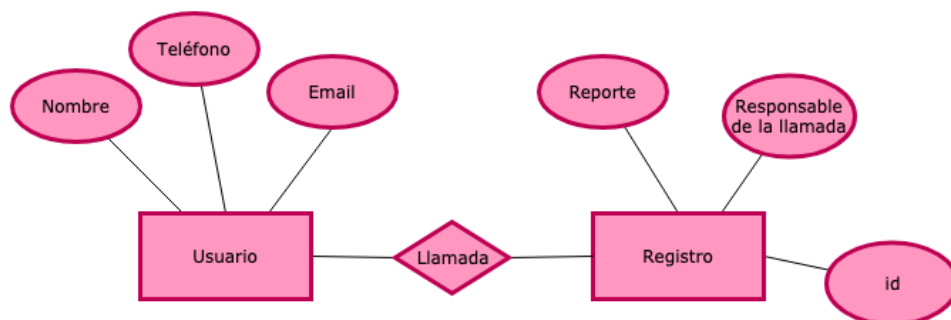 Teléfono
Nombre
Email
Reporte
Responsable
de la llamada
Usuario
Llamada
Registro
id